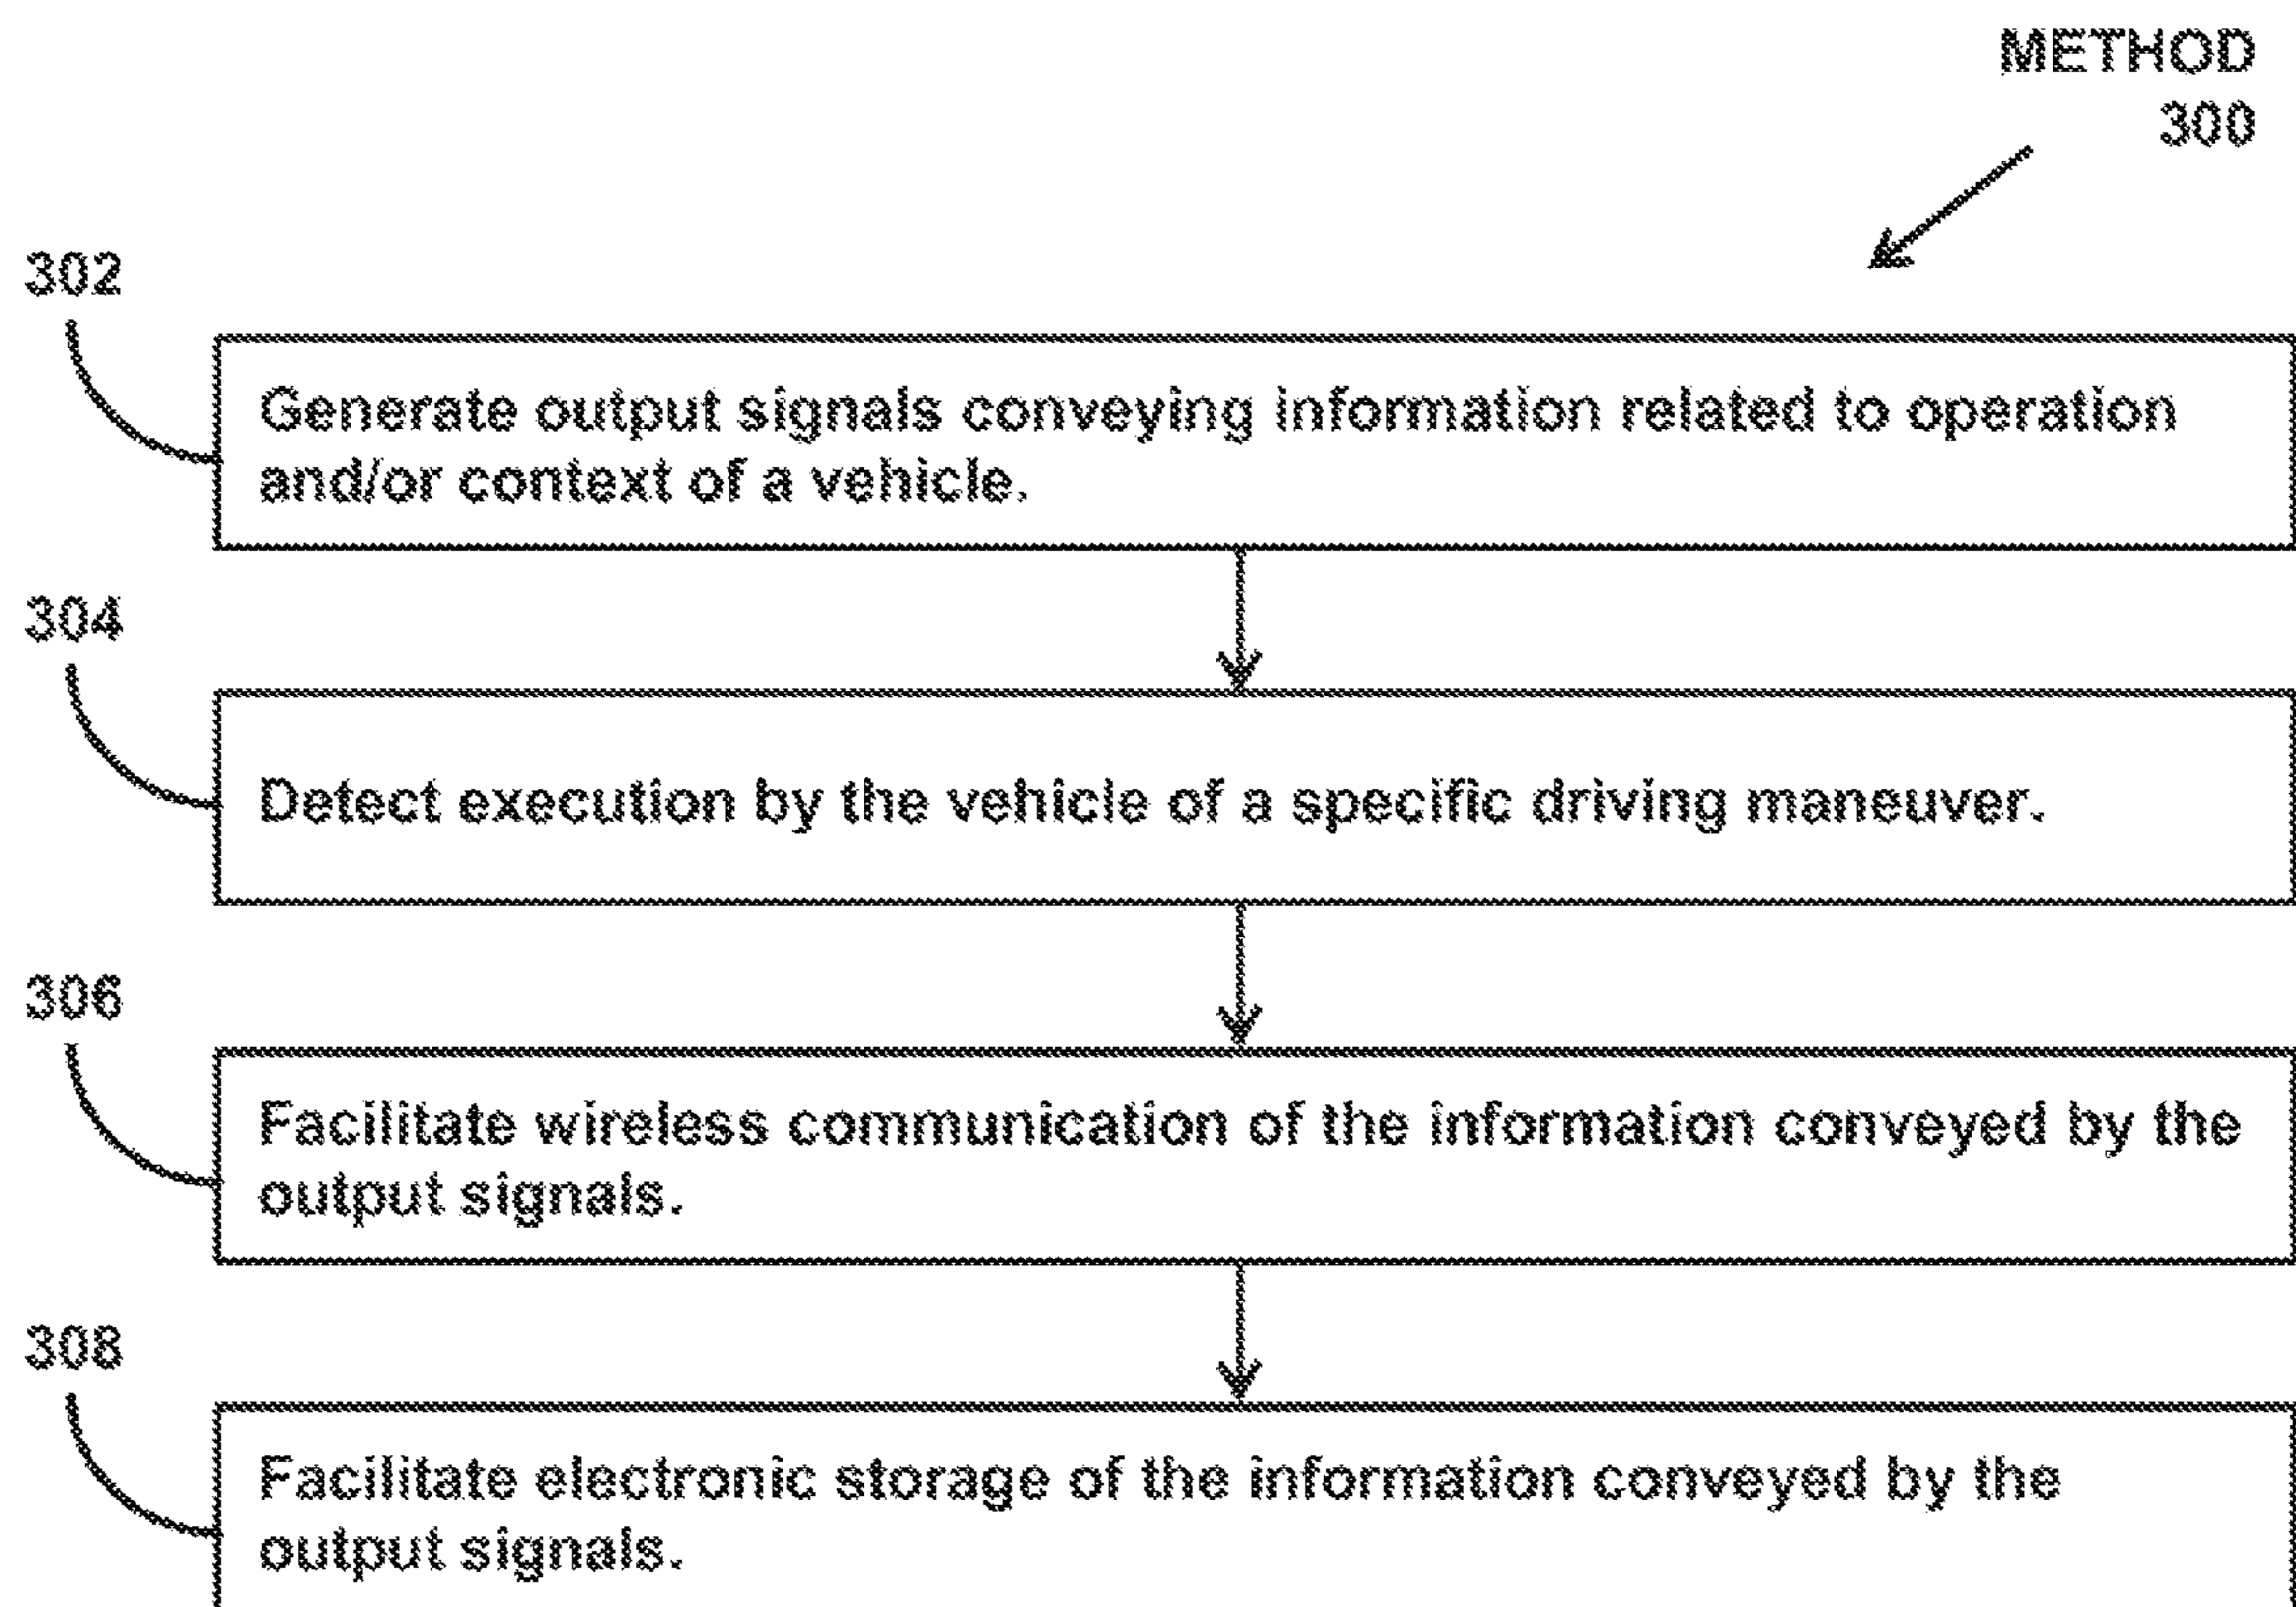 METHOD
300
302
Generate output signals conveying information related to operation
and/or context of a vehicle.
304
Detect execution by the vehicle of a specific driving maneuver.
306
Facilitate wireless communication of the information conveyed by the
output signals.
308
Facilitate electronic storage of the information conveyed by the
output signals.